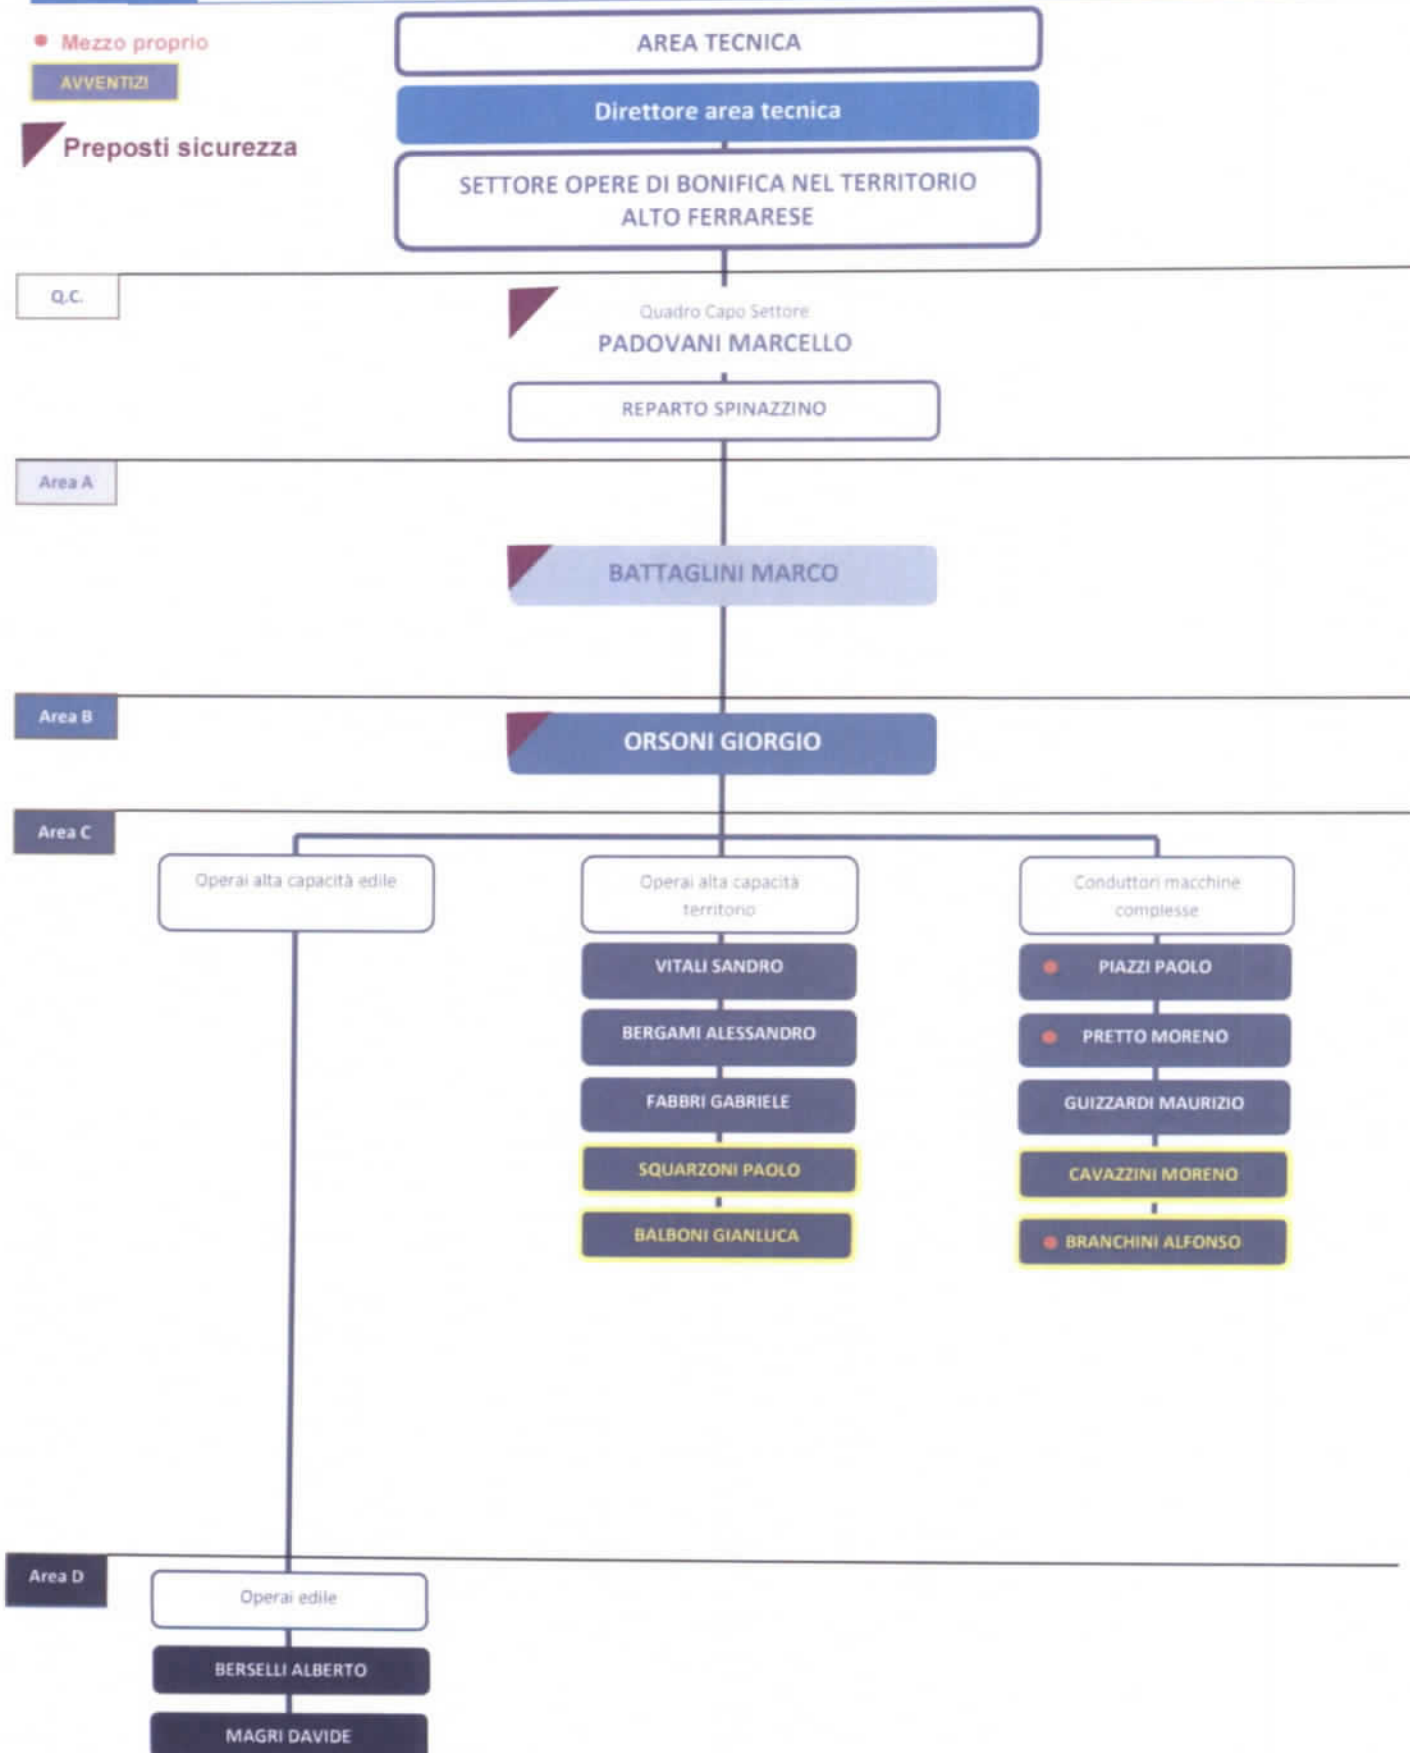 Mezzo proprio
AVVENTIZI
Preposti sicurezza
AREA TECNICA
Direttore area tecnica
SETTORE OPERE DI BONIFICA NEL TERRITORIO
ALTO FERRARESE
Q.C.
Quadro Capo Settore
PADOVANI MARCELLO
REPARTO SPINAZZINO
Area A
BATTAGLINI MARCO
Area B
ORSONI GIORGIO
Area C
Operai alta capacità edile
Operai alta capacità
territorio
VITALI SANDRO
BERGAMI ALESSANDRO
FABBRI GABRIELE
SQUARZONI PAOLO
BALBONI GIANLUCA
Conduttori macchine
complesse
PIAZZI PAOLO
PRETTO MORENO
GUIZZARDI MAURIZIO
CAVAZZINI MORENO
BRANCHINI ALFONSO
Area D
Operai edile
BERSELLI ALBERTO
MAGRI DAVIDE